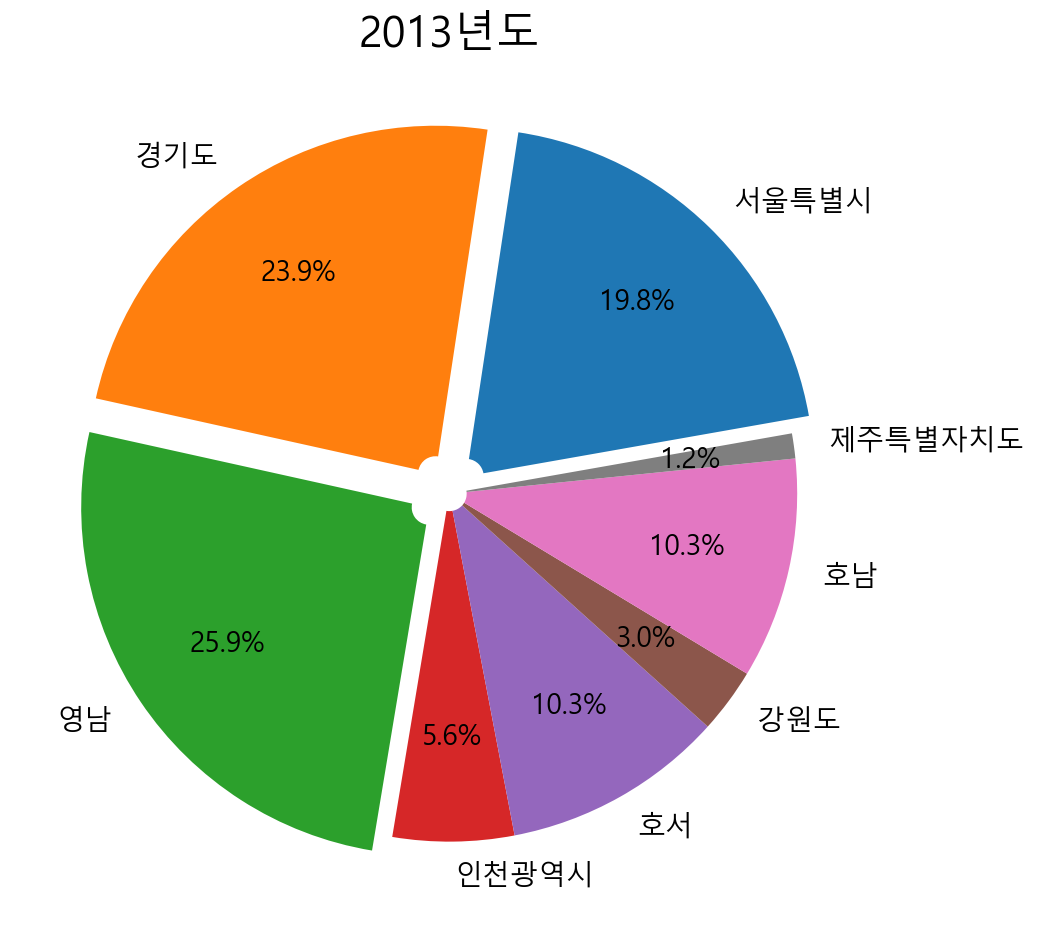 2013년도
경기도
서울특별시
23.9%
19.8%
제주특별자치도
1.2%
10.3%
호남
25.9%
3.0%
영남
10.3%
강원도
5.6%
호서
인천광역시